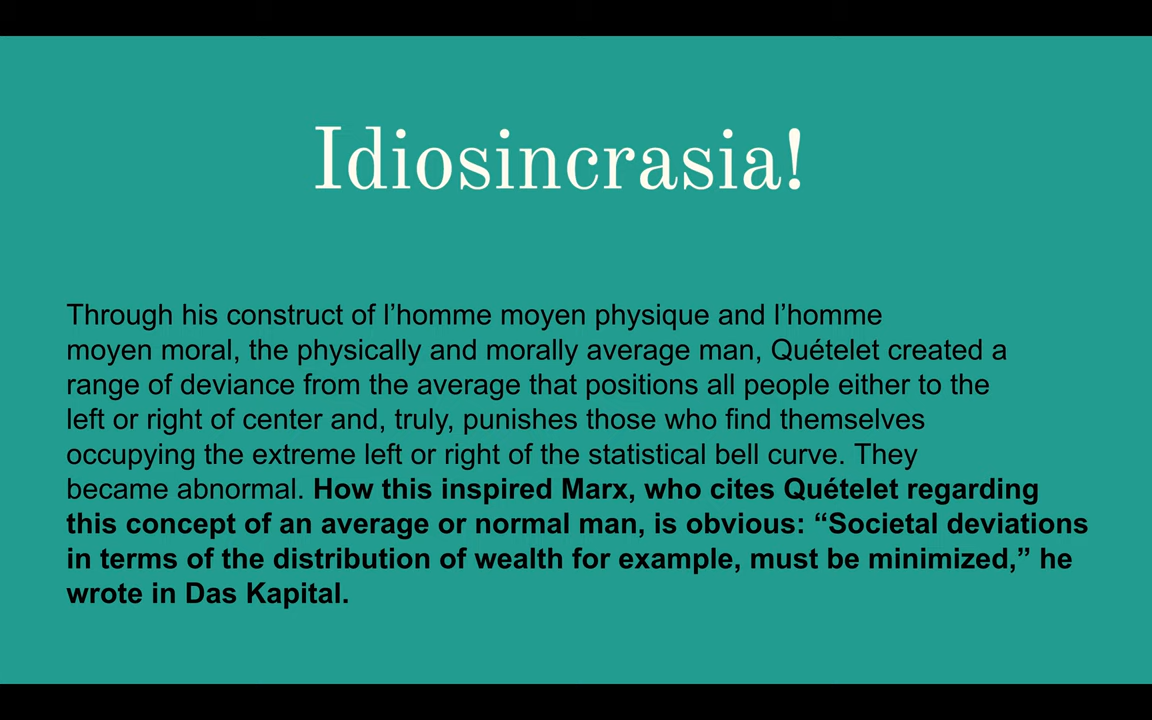 Idiosincrasia!
Through his construct of l’homme moyen physique and l’homme
moyen moral, the physically and morally average man, Quételet created a
range of deviance from the average that positions all people either to the
left or right of center and, truly, punishes those who find themselves
occupying the extreme left or right of the statistical bell curve. They
became abnormal. How this inspired Marx, who cites Quételet regarding
this concept of an average or normal man, is obvious: “Societal deviations
in terms of the distribution of wealth for example, must be minimized,” he
wrote in Das Kapital.